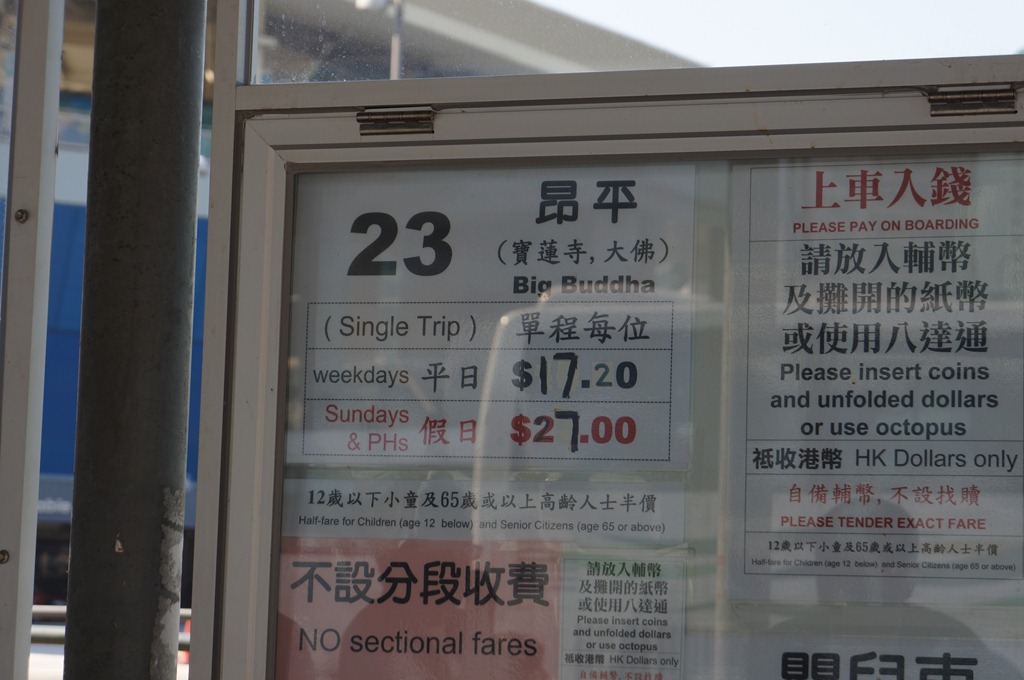 23
昂平
(寶蓮寺, 大佛)
Big Buddha
(Single Trip) 單程每位
weekdays 平日 $17.20
Sundays & PHs 假日 $27.00
12歲以下小童及65歲或以上高齡人士半價
Half-fare for Children (age 12 below) and Senior Citizens (age 65 or above)
不設分段收費
NO sectional fares
請放入輔幣
及攤開的紙幣
或使用八達通
Please insert coins
and unfolded dollars
or use octopus
祗收港幣 HK Dollars only
上車入錢
PLEASE PAY ON BOARDING
請放入輔幣
及攤開的紙幣
或使用八達通
Please insert coins
and unfolded dollars
or use octopus
祗收港幣 HK Dollars only
自備輔幣, 不設找贖
PLEASE TENDER EXACT FARE
12歲以下小童及65歲或以上高齡人士半價
Half-fare for Children (age 12 below) and Senior Citizens (age 65 or above)